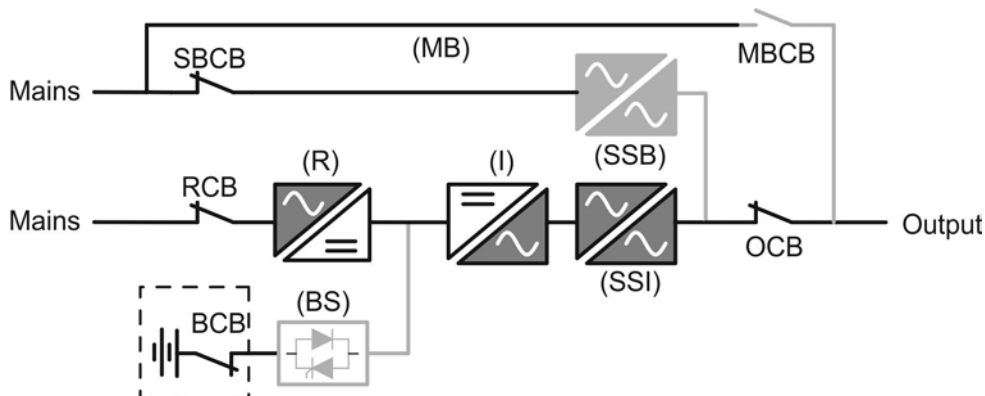 (MB)
MBCB
SBCB
Mains
(SSB)
(R)
(I)
RCB
Mains
Output
OCB
(SSI)
(BS)
BCB